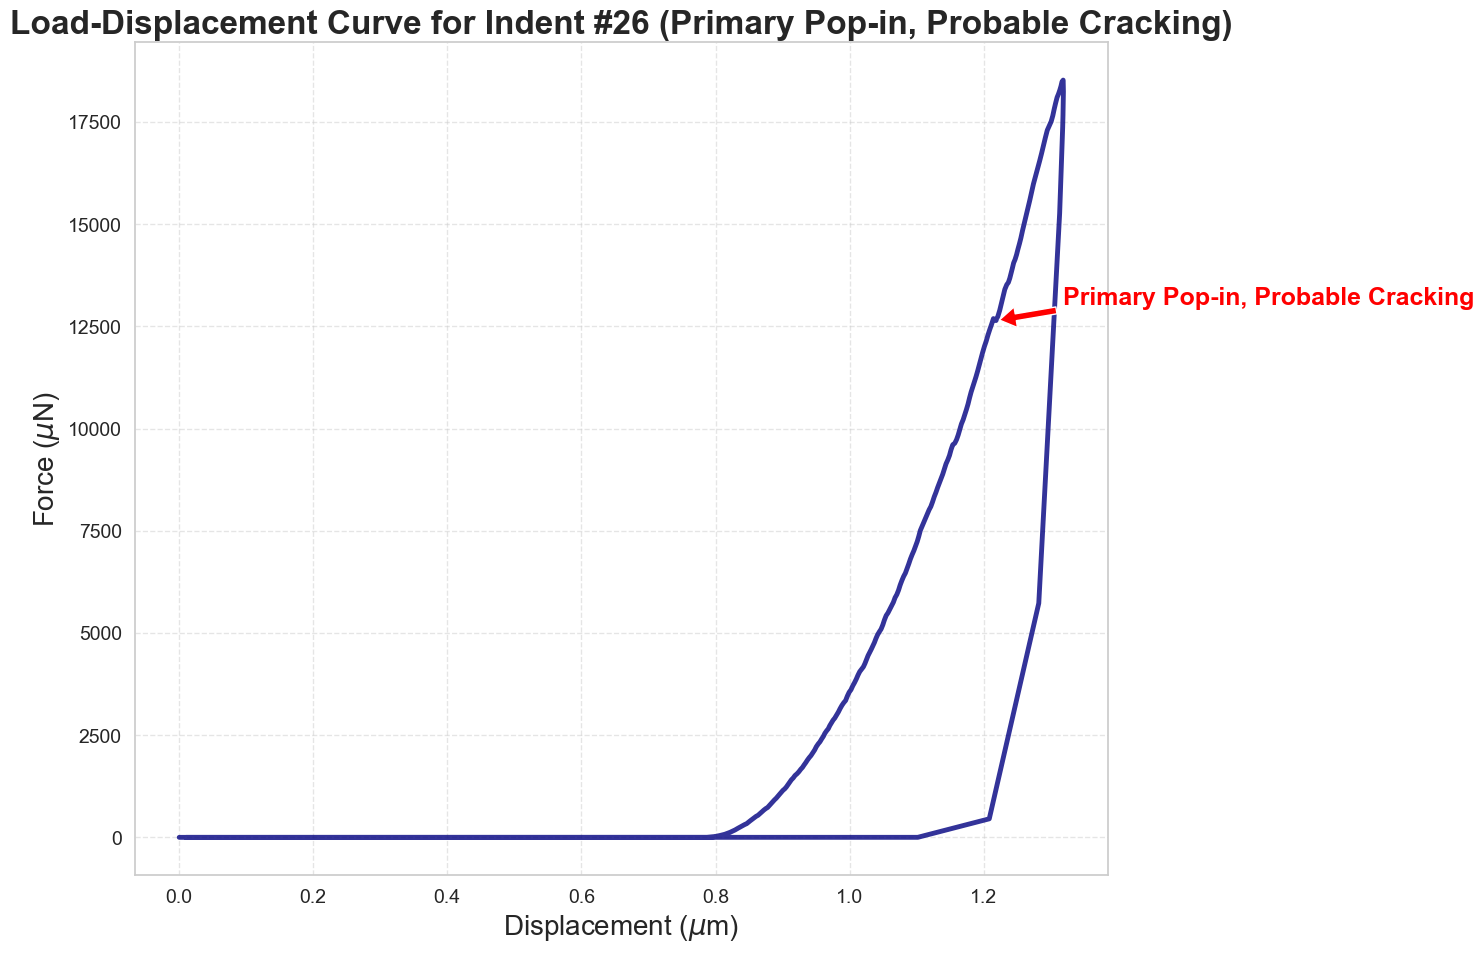 Load-Displacement Curve for Indent #26 (Primary Pop-in, Probable Cracking)
17500
15000
Primary Pop-in, Probable Cracking
12500
10000
7500
5000
2500
0
Force (μN)
0.0 0.2 0.4 0.6 0.8 1.0 1.2
Displacement (μm)